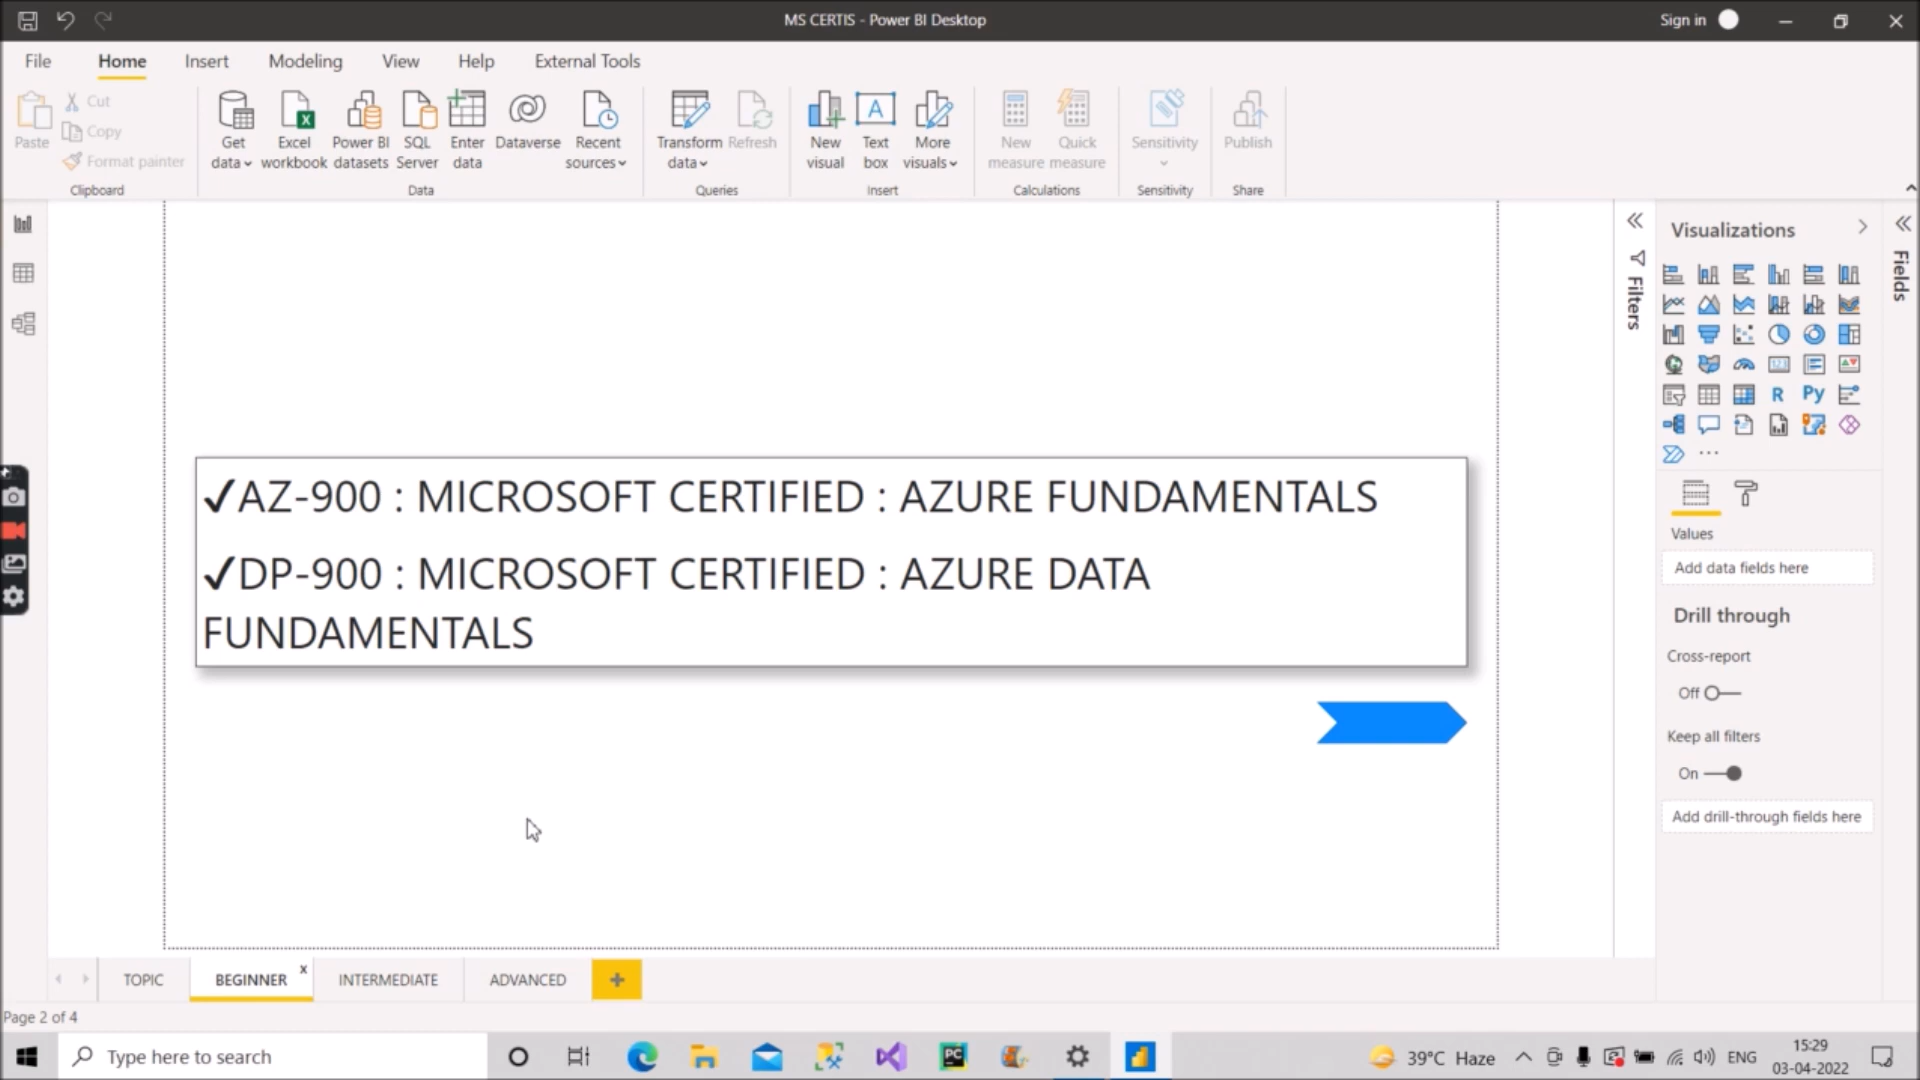 MS CERTIS - Power BI Desktop
Sign in
File Home Insert Modeling View Help External Tools
Paste
Cut
Copy
Format painter
Clipboard
Get data
Excel workbook
Power BI datasets
SQL Server
Enter data
Dataverse
Recent sources
Data
Transform data
Refresh
Queries
New visual
Text box
More visuals
Insert
New measure
Quick measure
Calculations
Sensitivity
Sensitivity
Publish
Share
✓AZ-900 : MICROSOFT CERTIFIED : AZURE FUNDAMENTALS
✓DP-900 : MICROSOFT CERTIFIED : AZURE DATA
FUNDAMENTALS
Filters
Visualizations
R
Py
Values
Add data fields here
Drill through
Cross-report
Off
Keep all filters
On
Add drill-through fields here
Fields
TOPIC BEGINNER x INTERMEDIATE ADVANCED +
Page 2 of 4
Type here to search
PC
39°C Haze
ENG
15:29
03-04-2022